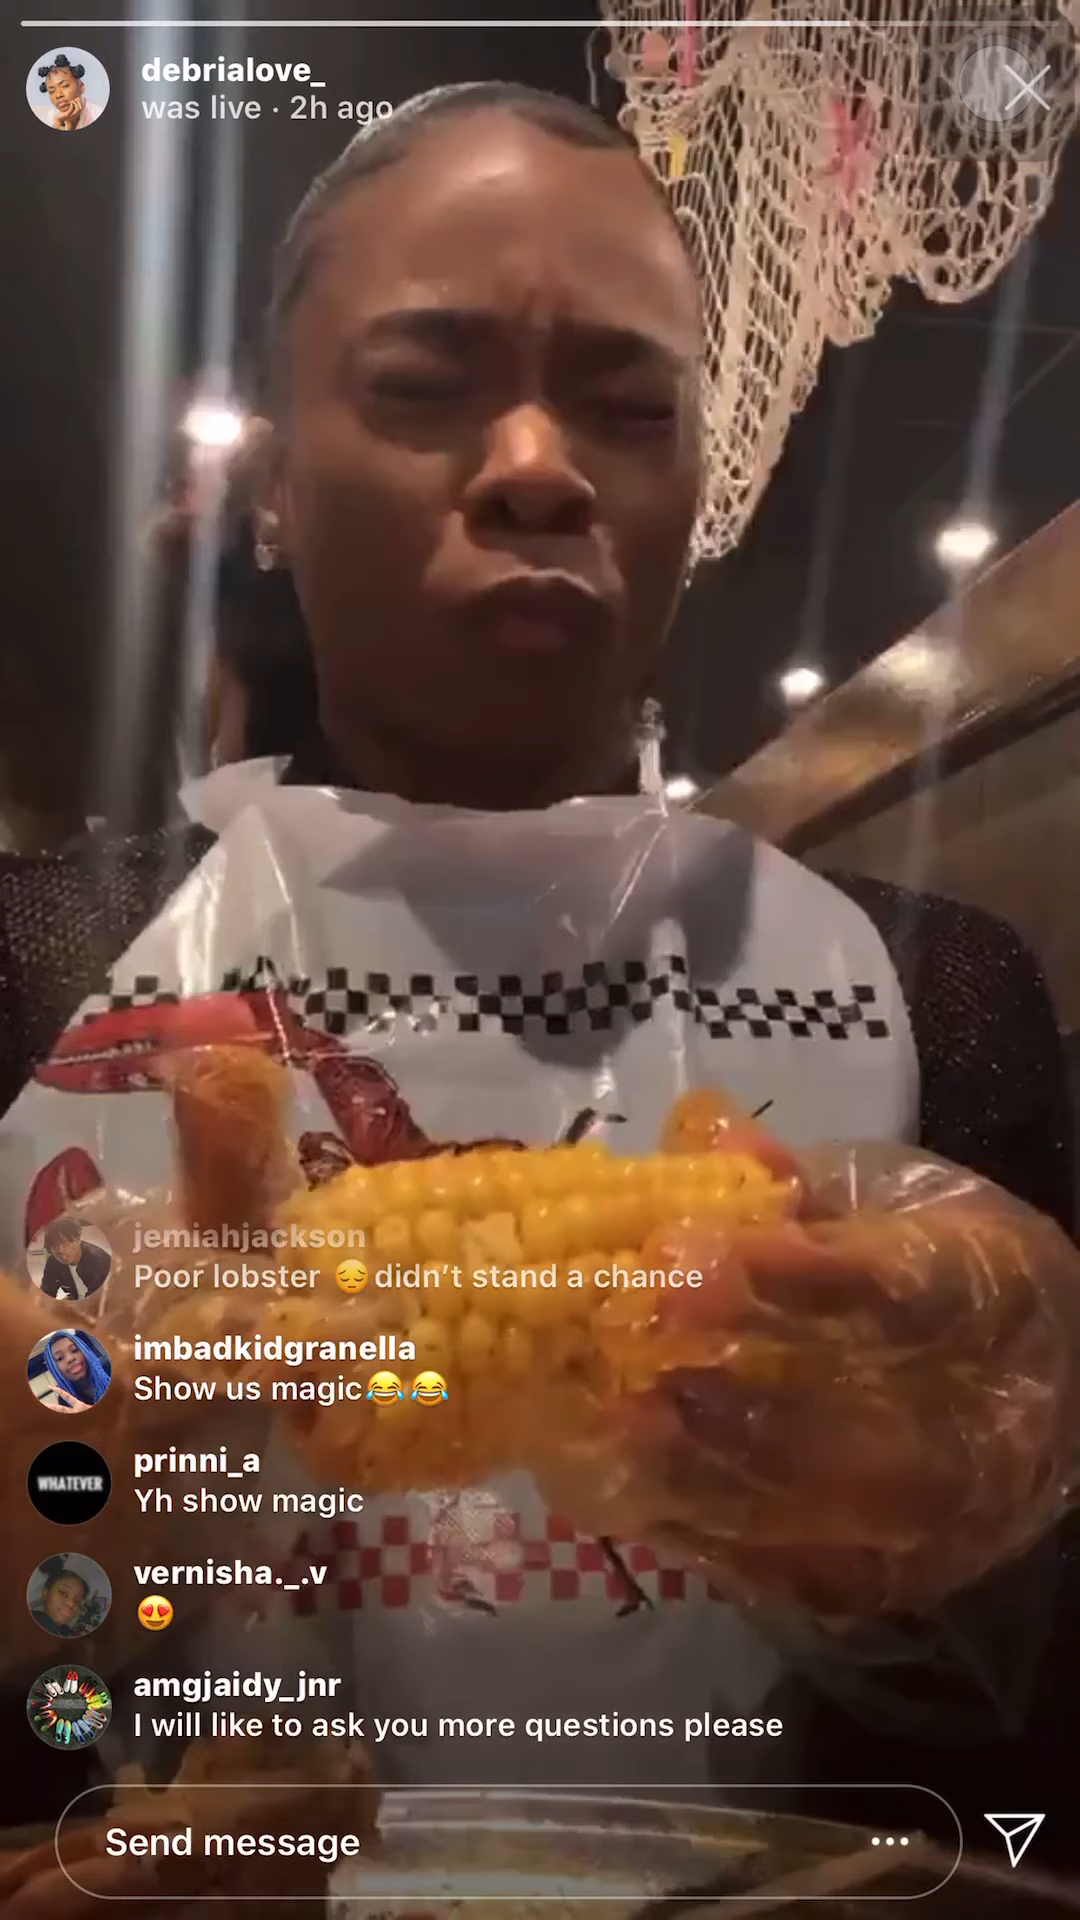 debrialove_
was live · 2h ago
jemiahjackson
Poor lobster 😔didn’t stand a chance
imbadkidgranella
Show us magic😂😂
prinni_a
WHATEVER
Yh show magic
vernisha._.v
😍
amgjaidy_jnr
I will like to ask you more questions please
Send message